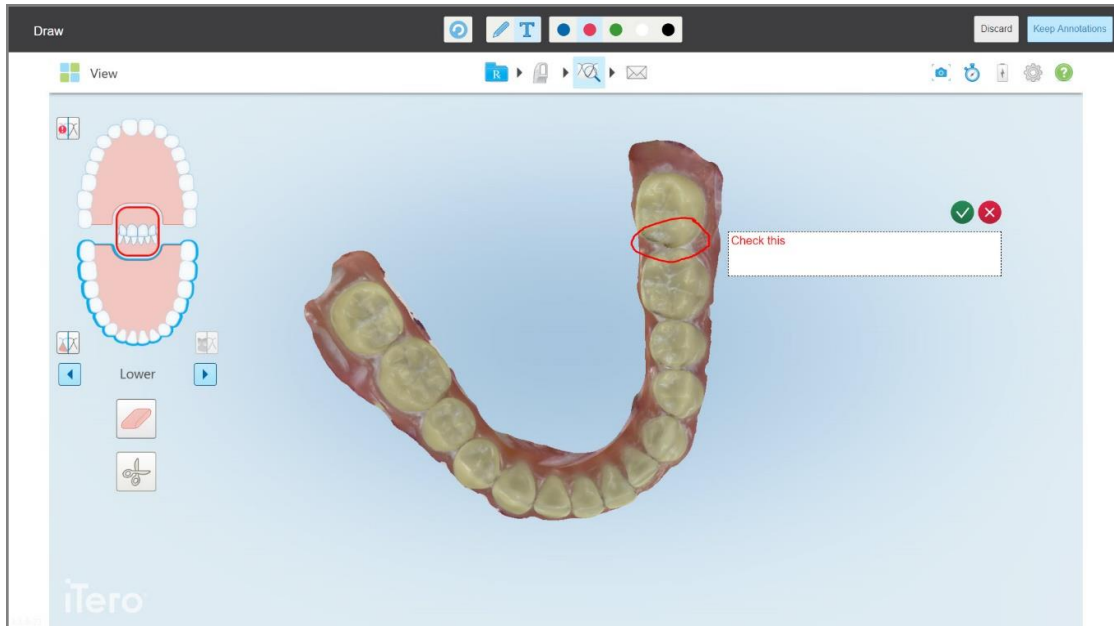 Draw
T
Discard
Keep Annotations
View
R
?
Check this
Lower
iTero